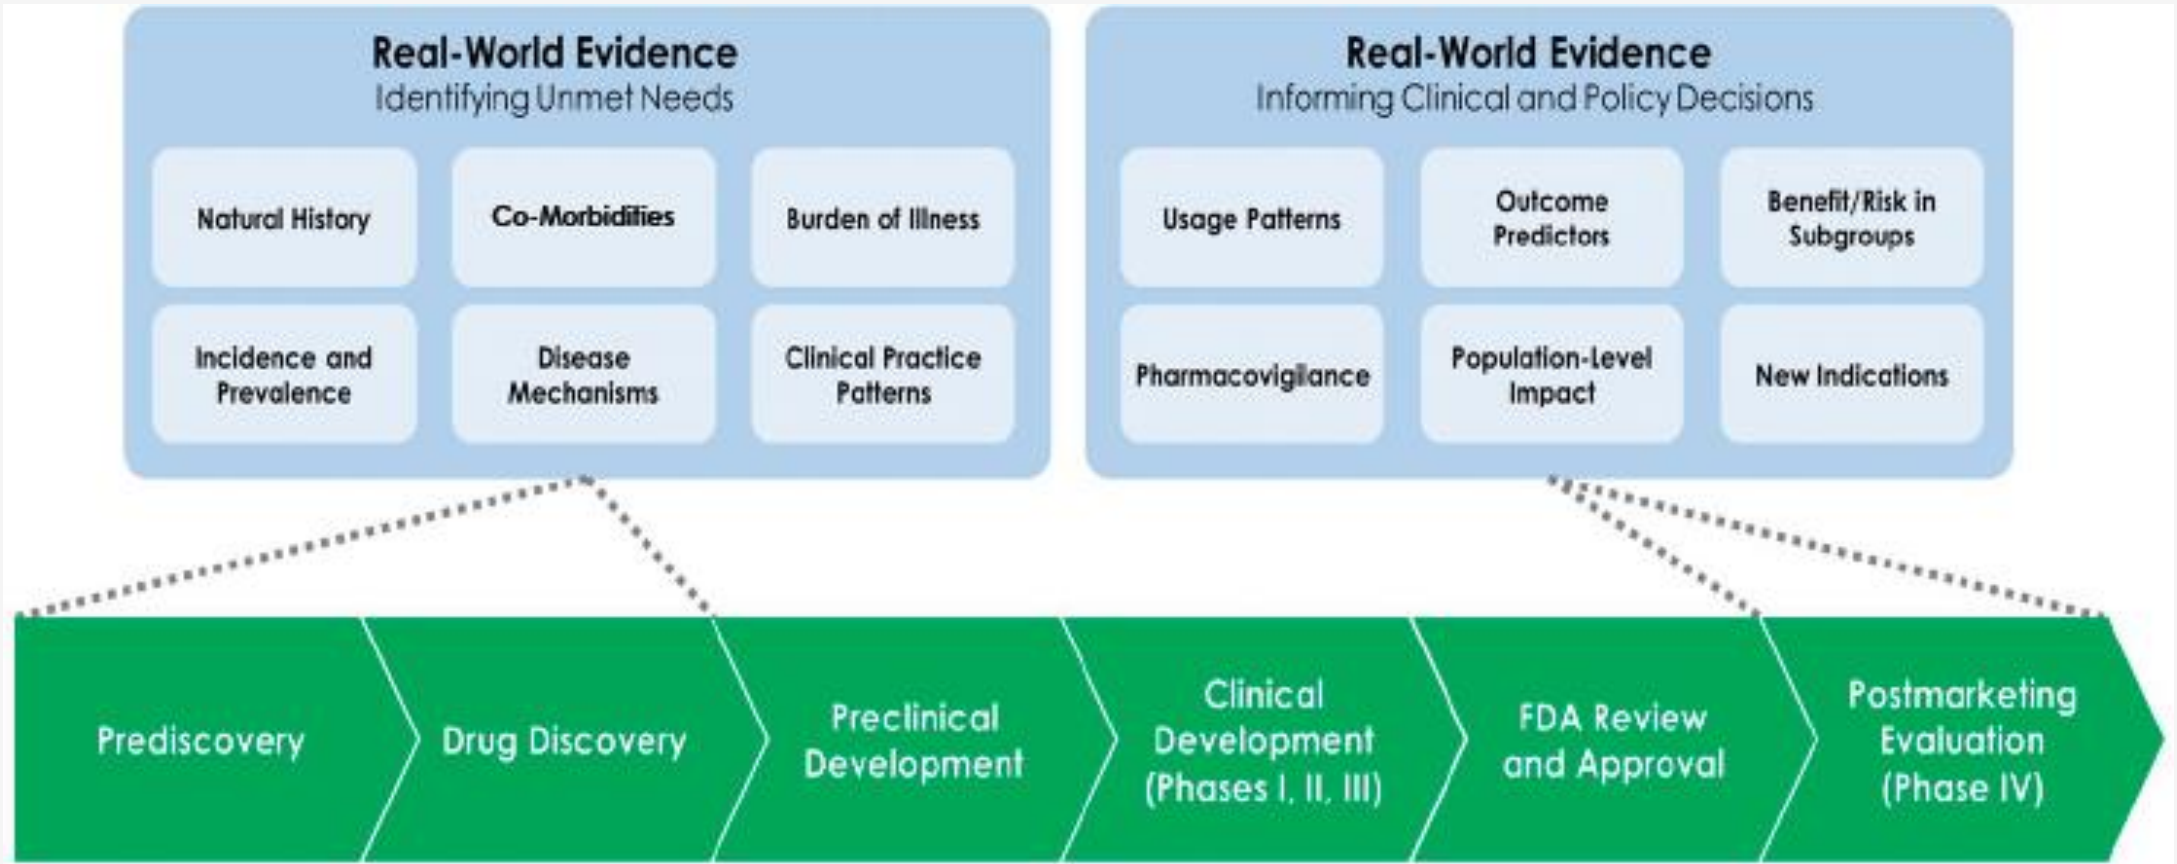 Real-World Evidence
Identifying Unmet Needs
Natural History
Co-Morbidities
Burden of Illness
Incidence and
Prevalence
Disease
Mechanisms
Clinical Practice
Patterns
Real-World Evidence
Informing Clinical and Policy Decisions
Usage Patterns
Outcome
Predictors
Benefit/Risk in
Subgroups
Pharmacovigilance
Population-Level
Impact
New Indications
Prediscovery
Drug Discovery
Preclinical
Development
Clinical
Development
(Phases I, II, III)
FDA Review
and Approval
Postmarketing
Evaluation
(Phase IV)